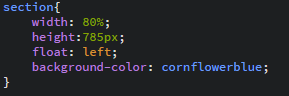 section{
    width: 80%;
    height:785px;
    float: left;
    background-color: cornflowerblue;
}